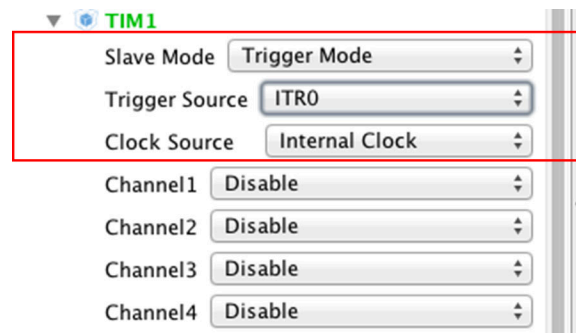 TIM1
Slave Mode Trigger Mode
Trigger Source ITR0
Clock Source Internal Clock
Channel1 Disable
Channel2 Disable
Channel3 Disable
Channel4 Disable